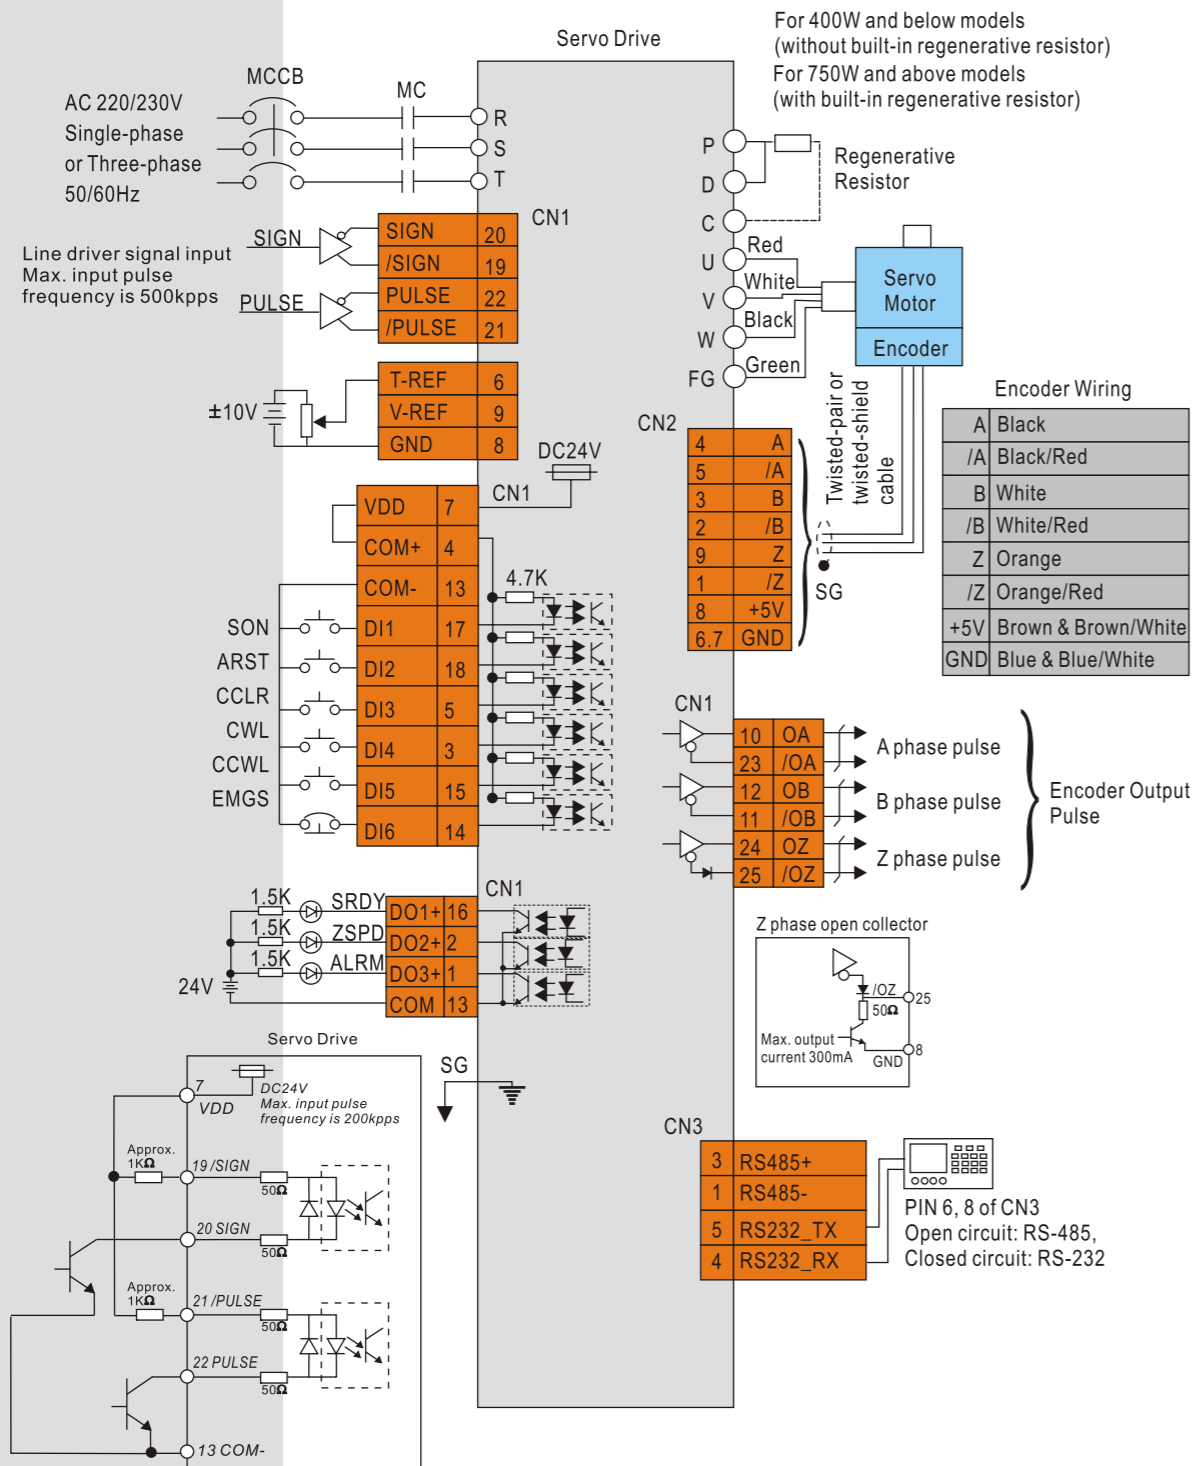 For 400W and below models
(without built-in regenerative resistor)
For 750W and above models
(with built-in regenerative resistor)
Servo Drive
MCCB
MC
AC 220/230V
Single-phase
or Three-phase
50/60Hz
R
S
T
P
D
C
Regenerative
Resistor
CN1
Line driver signal input
Max. input pulse
frequency is 500kpps
SIGN
PULSE
SIGN 20
/SIGN 19
PULSE 22
/PULSE 21
U Red
V White
W Black
FG Green
Servo
Motor
Encoder
±10V
T-REF 6
V-REF 9
GND 8
Twisted-pair or
twisted-shield
cable
SG
CN2
4 A
5 /A
3 B
2 /B
9 Z
1 /Z
8 +5V
6.7 GND
Encoder Wiring
A Black
/A Black/Red
B White
/B White/Red
Z Orange
/Z Orange/Red
+5V Brown & Brown/White
GND Blue & Blue/White
DC24V
CN1
VDD 7
COM+ 4
COM- 13
4.7K
SON DI1 17
ARST DI2 18
CCLR DI3 5
CWL DI4 3
CCWL DI5 15
EMGS DI6 14
CN1
10 OA
23 /OA
12 OB
11 /OB
24 OZ
25 /OZ
A phase pulse
B phase pulse
Z phase pulse
Encoder Output
Pulse
CN1
1.5K SRDY DO1+ 16
1.5K ZSPD DO2+ 2
1.5K ALRM DO3+ 1
24V COM 13
Z phase open collector
/OZ
25
50Ω
Max. output
current 300mA
GND
8
SG
Servo Drive
7
VDD
DC24V
Max. input pulse
frequency is 200kpps
Approx.
1KΩ
19 /SIGN
50Ω
20 SIGN
50Ω
Approx.
1KΩ
21 /PULSE
50Ω
22 PULSE
50Ω
13 COM-
CN3
3 RS485+
1 RS485-
5 RS232_TX
4 RS232_RX
PIN 6, 8 of CN3
Open circuit: RS-485,
Closed circuit: RS-232